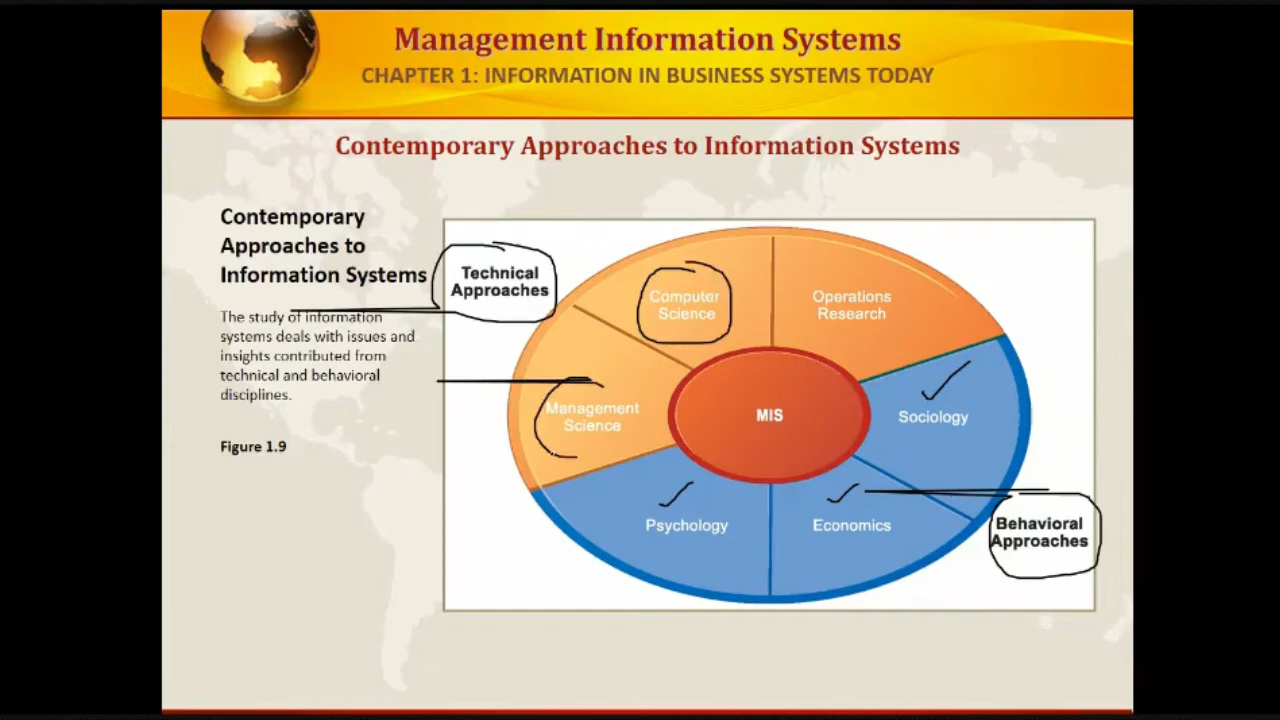 Management Information Systems
CHAPTER 1: INFORMATION IN BUSINESS SYSTEMS TODAY
Contemporary Approaches to Information Systems
Contemporary
Approaches to
Information Systems
The study of information
systems deals with issues and
insights contributed from
technical and behavioral
disciplines.
Figure 1.9
Technical
Approaches
Computer
Science
Operations
Research
Management
Science
MIS
Sociology
Psychology
Economics
Behavioral
Approaches